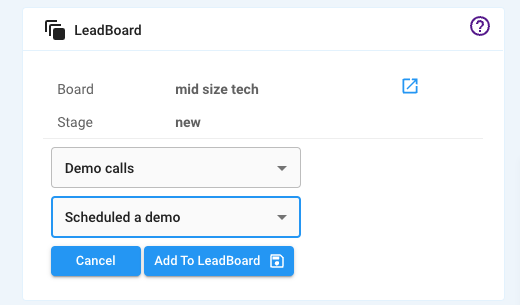 LeadBoard
Board mid size tech
Stage new
Demo calls
Scheduled a demo
Cancel Add To LeadBoard